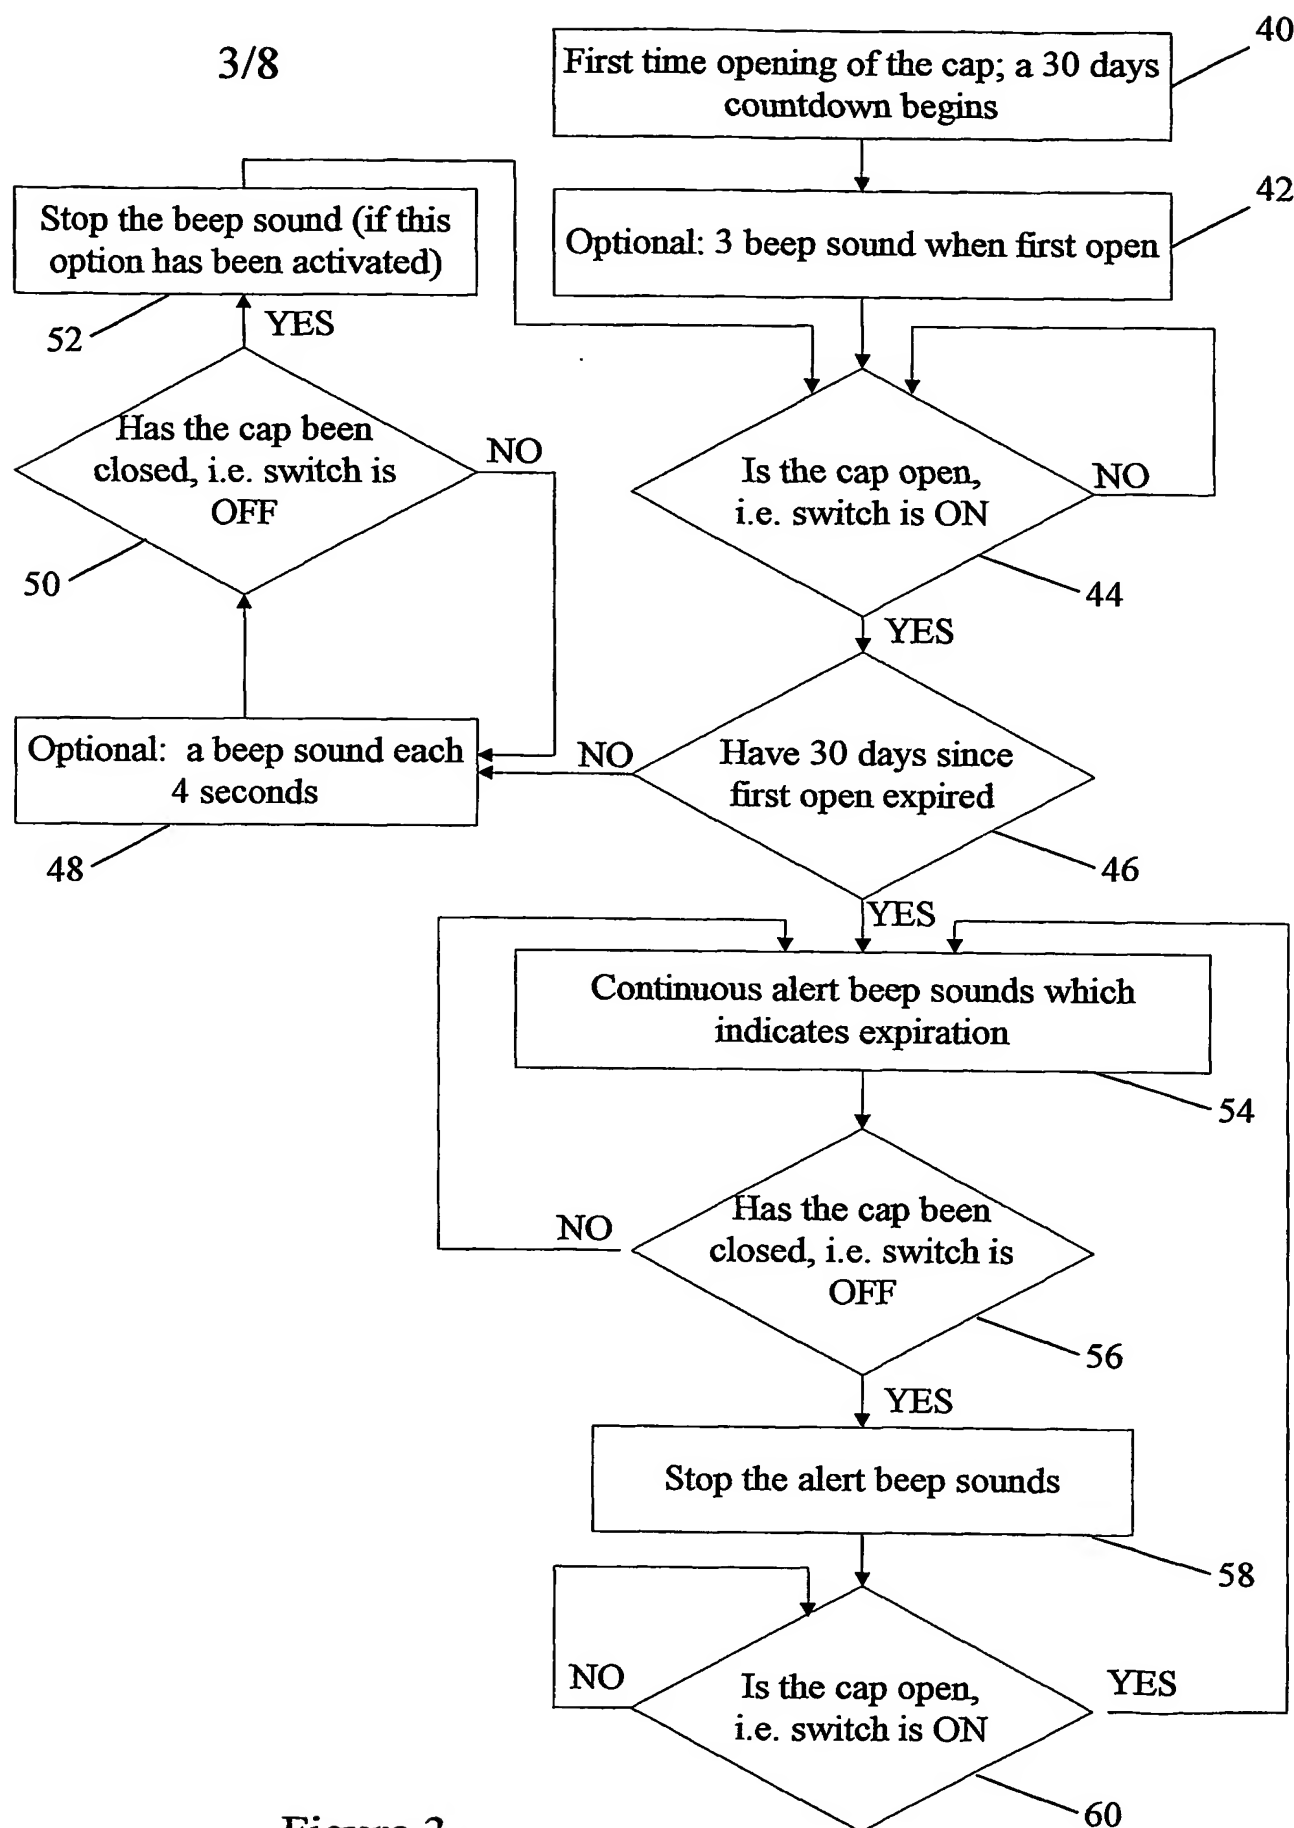 3/8
40
First time opening of the cap; a 30 days
countdown begins
42
Optional: 3 beep sound when first open
Stop the beep sound (if this
option has been activated)
52
YES
Has the cap been
closed, i.e. switch is
OFF
NO
50
Is the cap open,
i.e. switch is ON
NO
44
YES
Optional: a beep sound each
4 seconds
48
NO
Have 30 days since
first open expired
46
YES
Continuous alert beep sounds which
indicates expiration
54
NO
Has the cap been
closed, i.e. switch is
OFF
56
YES
Stop the alert beep sounds
58
NO
Is the cap open,
i.e. switch is ON
YES
60
Figure